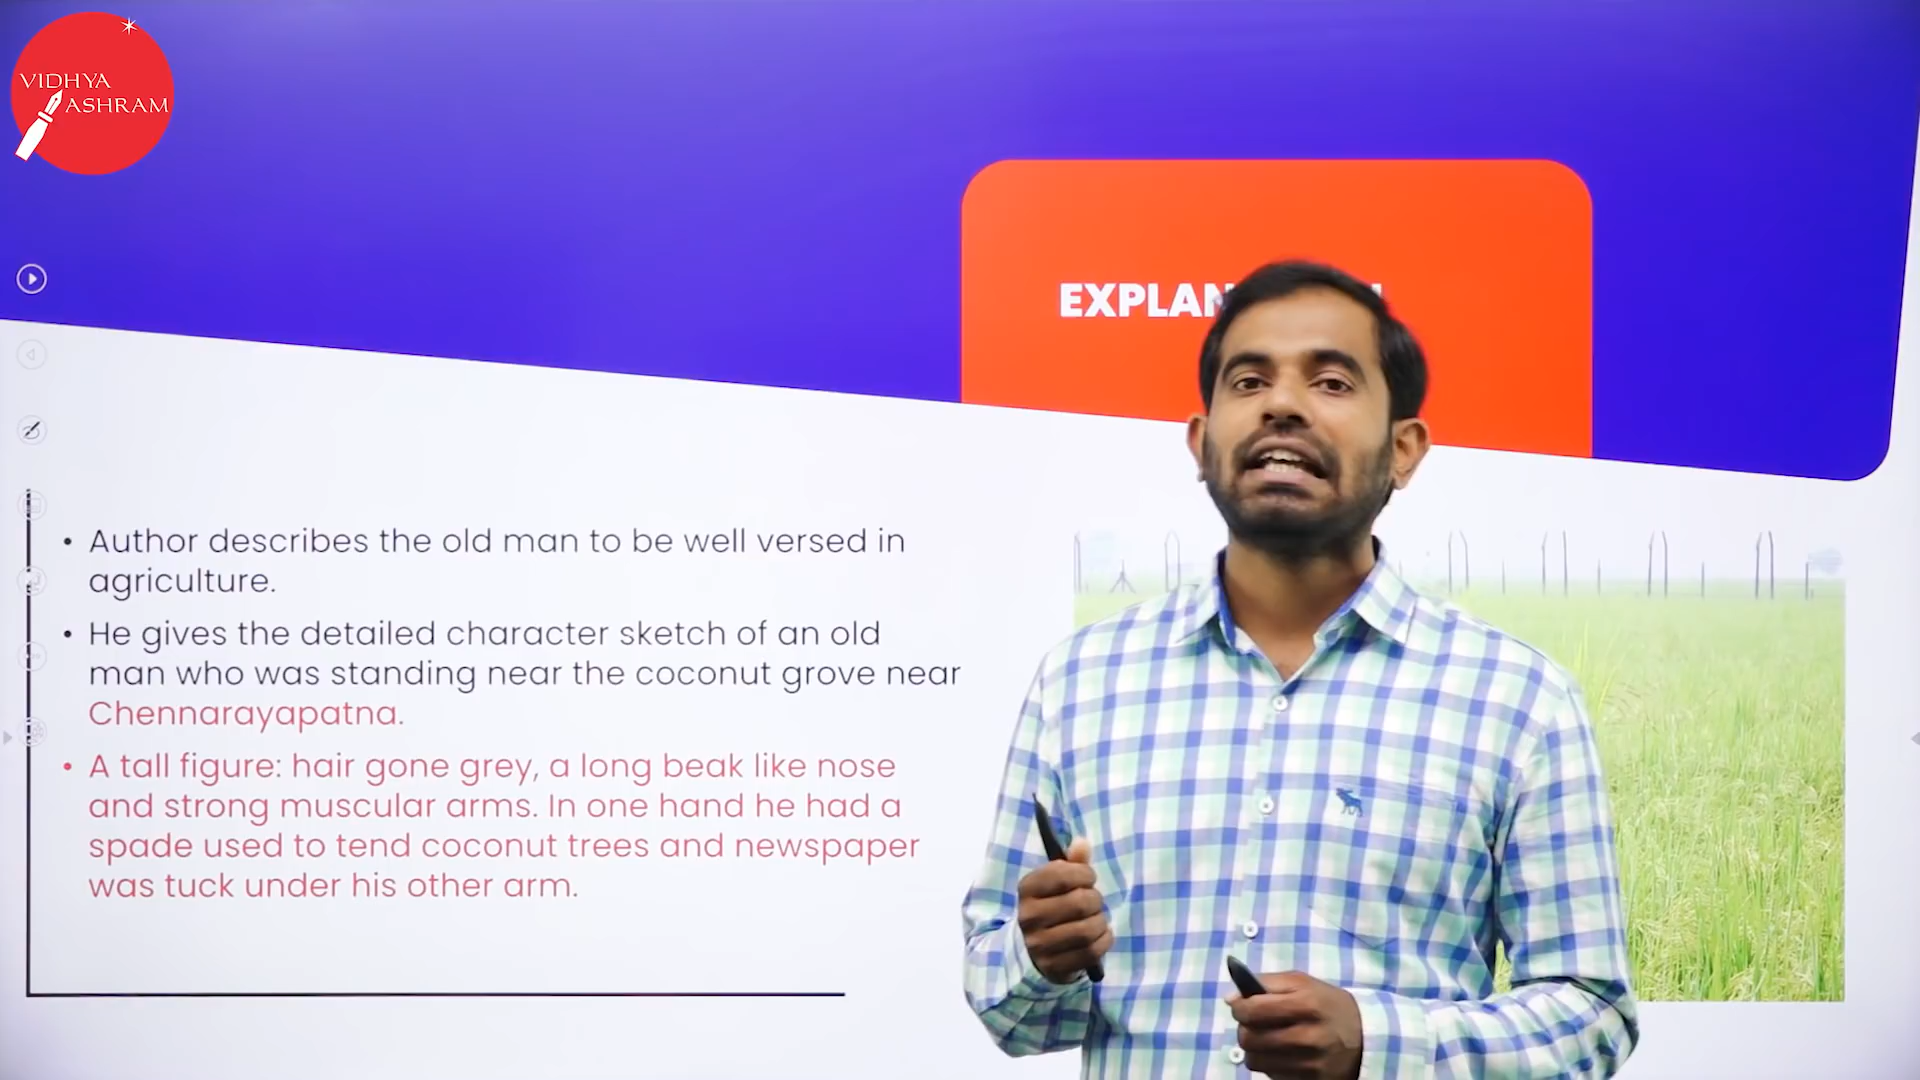 VIDHYA
ASHRAM
Author describes the old man to be well versed in
agriculture.
He gives the detailed character sketch of an old
man who was standing near the coconut grove near
Chennarayapatna.
A tall figure: hair gone grey, a long beak like nose
and strong muscular arms. In one hand he had a
spade used to tend coconut trees and newspaper
was tuck under his other arm.